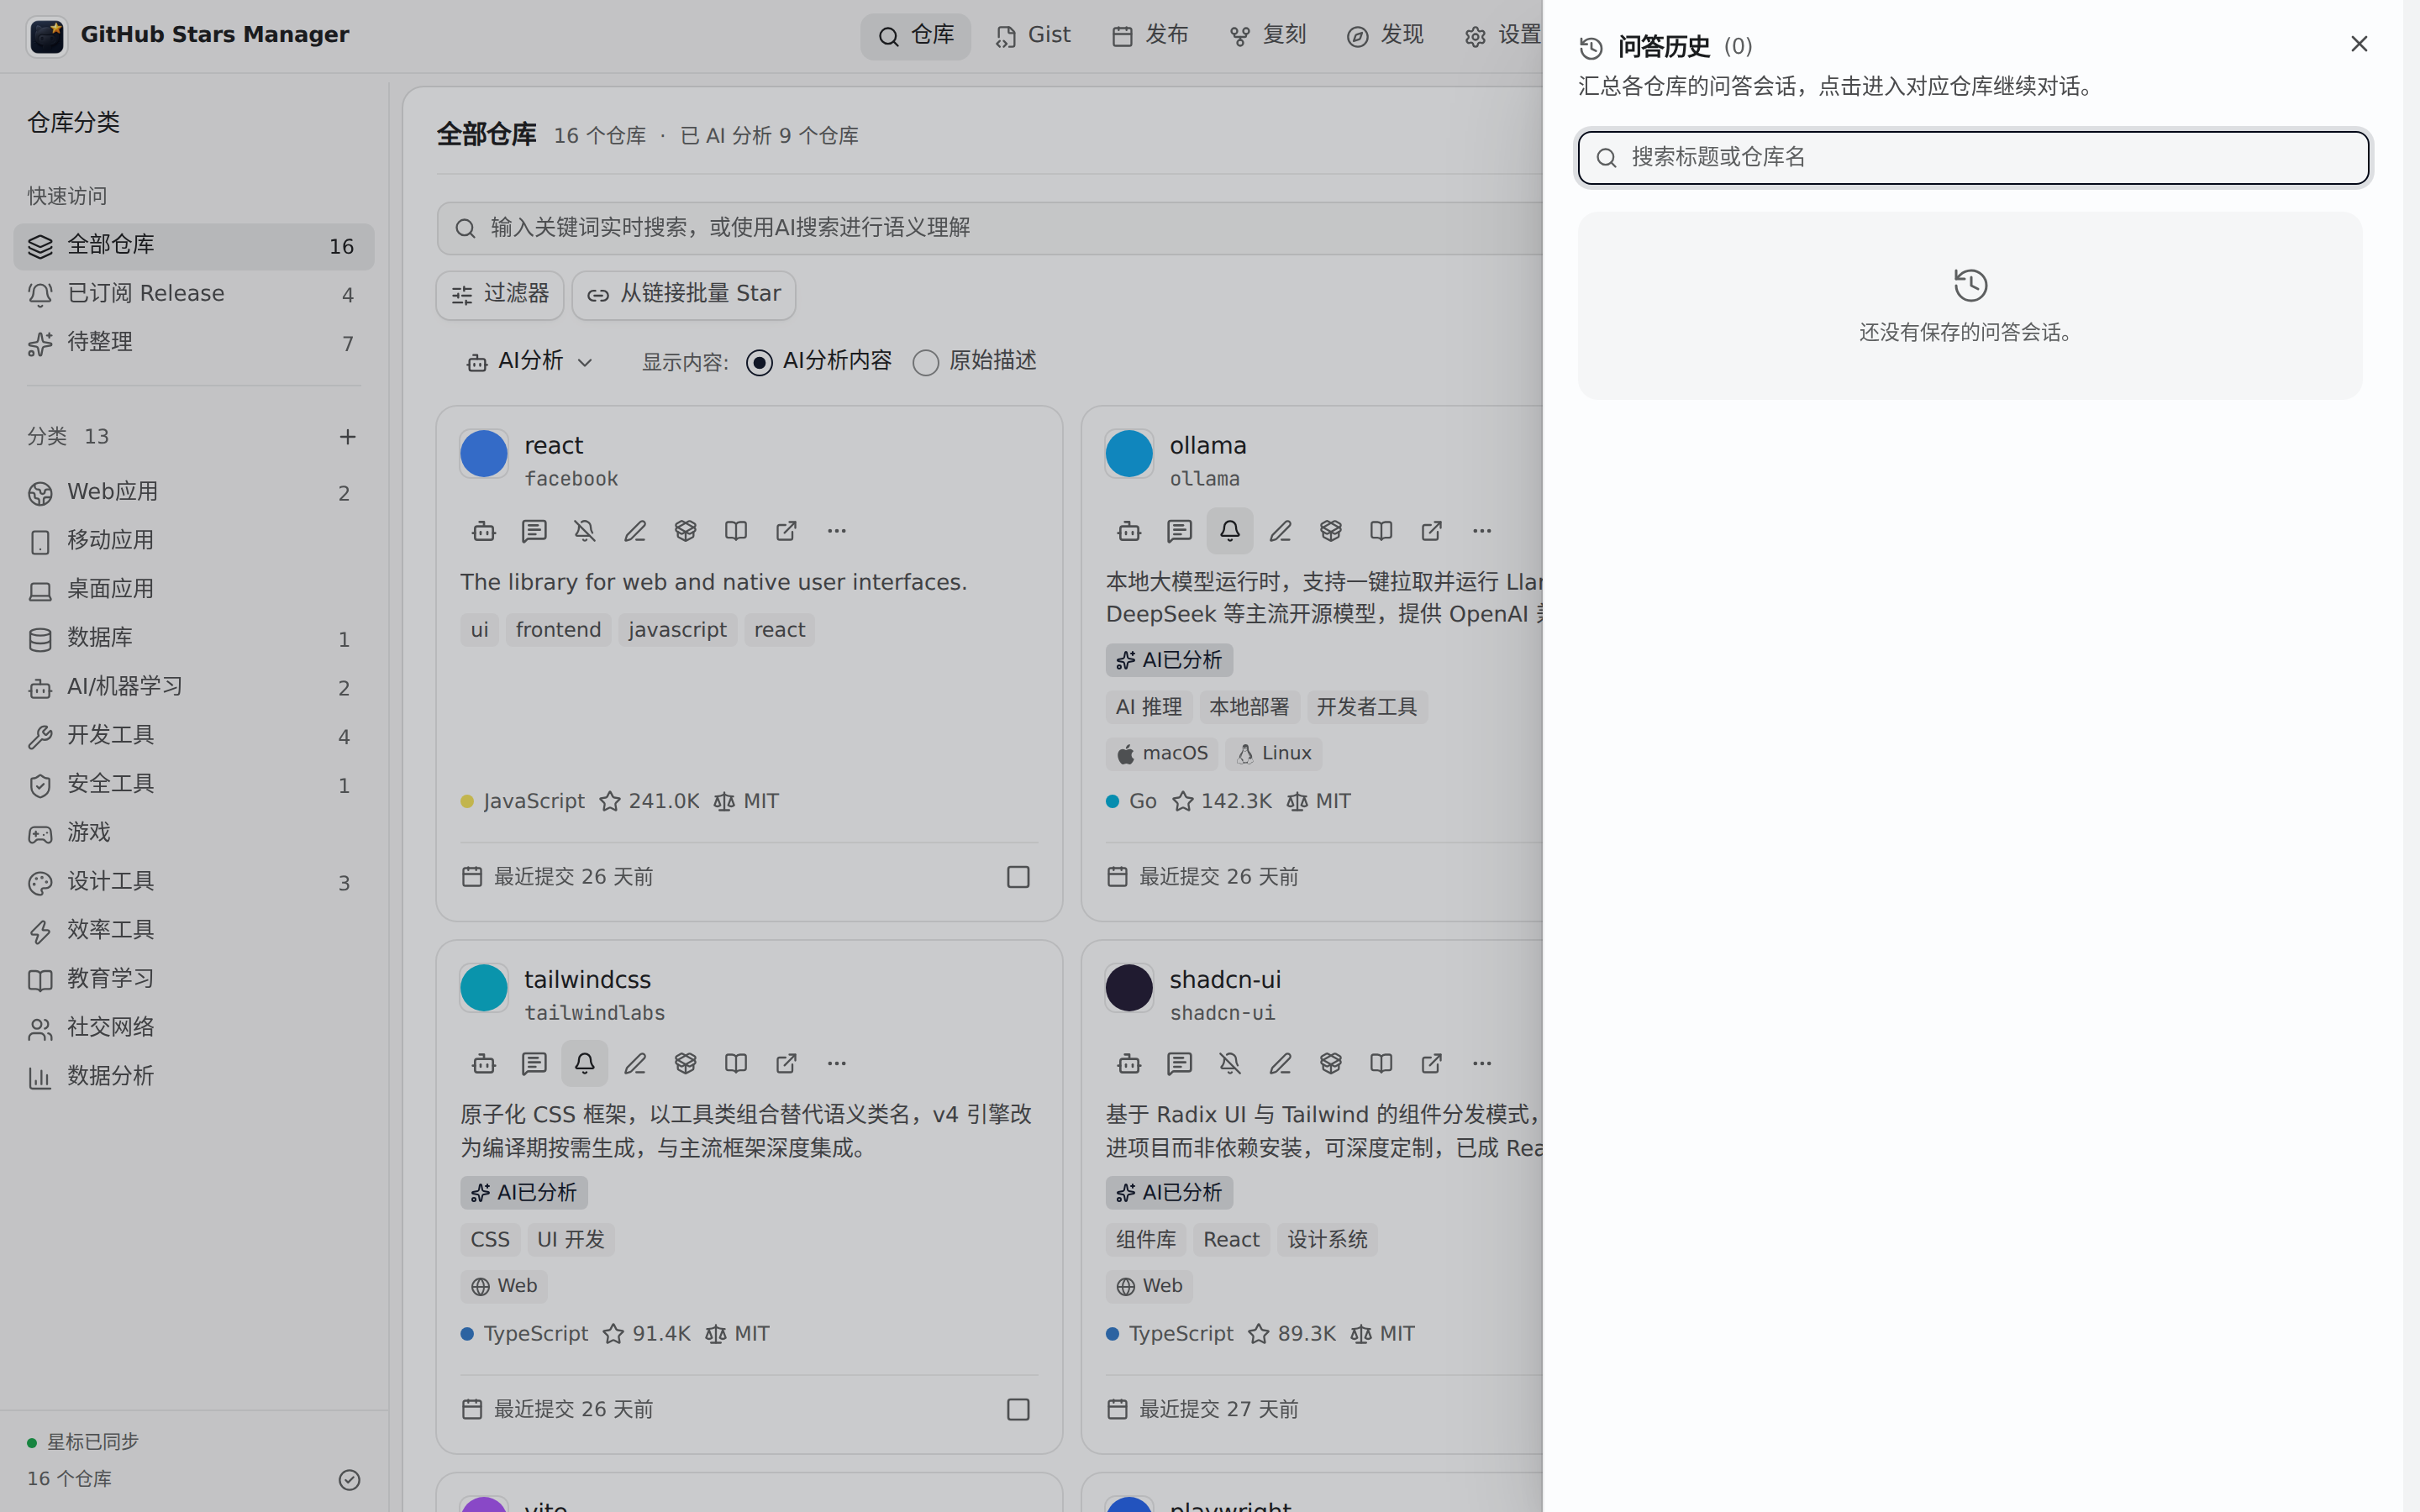 GitHub Stars Manager
仓库
Gist
发布
复刻
发现
设置
仓库分类
快速访问
全部仓库 16
已订阅 Release 4
待整理 7
分类 13
Web应用 2
移动应用
桌面应用
数据库 1
AI/机器学习 2
开发工具 4
安全工具 1
游戏
设计工具 3
效率工具
教育学习
社交网络
数据分析
星标已同步
16 个仓库
全部仓库 16 个仓库 · 已 AI 分析 9 个仓库
输入关键词实时搜索，或使用AI搜索进行语义理解
过滤器
从链接批量 Star
AI分析 显示内容: AI分析内容 原始描述
react
facebook
The library for web and native user interfaces.
ui frontend javascript react
JavaScript 241.0K MIT
最近提交 26 天前
ollama
ollama
本地大模型运行时，支持一键拉取并运行 Llar
DeepSeek 等主流开源模型，提供 OpenAI
AI已分析
AI 推理 本地部署 开发者工具
macOS Linux
Go 142.3K MIT
最近提交 26 天前
tailwindcss
tailwindlabs
原子化 CSS 框架，以工具类组合替代语义类名，v4 引擎改
为编译期按需生成，与主流框架深度集成。
AI已分析
CSS UI 开发
Web
TypeScript 91.4K MIT
最近提交 26 天前
shadcn-ui
shadcn-ui
基于 Radix UI 与 Tailwind 的组件分发模式，
进项目而非依赖安装，可深度定制，已成 Rea
AI已分析
组件库 React 设计系统
Web
TypeScript 89.3K MIT
最近提交 27 天前
vite
playwright
问答历史 (0)
汇总各仓库的问答会话，点击进入对应仓库继续对话。
搜索标题或仓库名
还没有保存的问答会话。